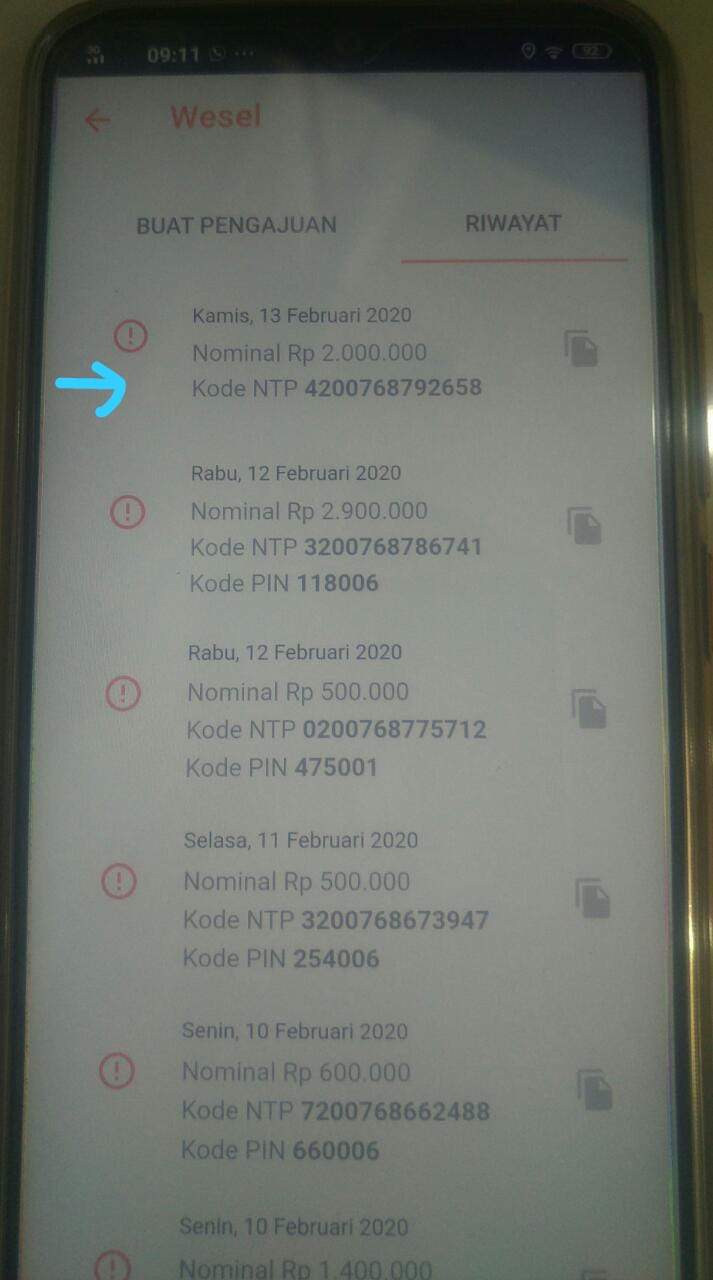 3G 09:11 ... 92
Wesel
BUAT PENGAJUAN RIWAYAT
Kamis, 13 Februari 2020
Nominal Rp 2.000.000
Kode NTP 4200768792658
Rabu, 12 Februari 2020
Nominal Rp 2.900.000
Kode NTP 3200768786741
Kode PIN 118006
Rabu, 12 Februari 2020
Nominal Rp 500.000
Kode NTP 0200768775712
Kode PIN 475001
Selasa, 11 Februari 2020
Nominal Rp 500.000
Kode NTP 3200768673947
Kode PIN 254006
Senin, 10 Februari 2020
Nominal Rp 600.000
Kode NTP 7200768662488
Kode PIN 660006
Senin, 10 Februari 2020
Nominal Rp 1.400.000